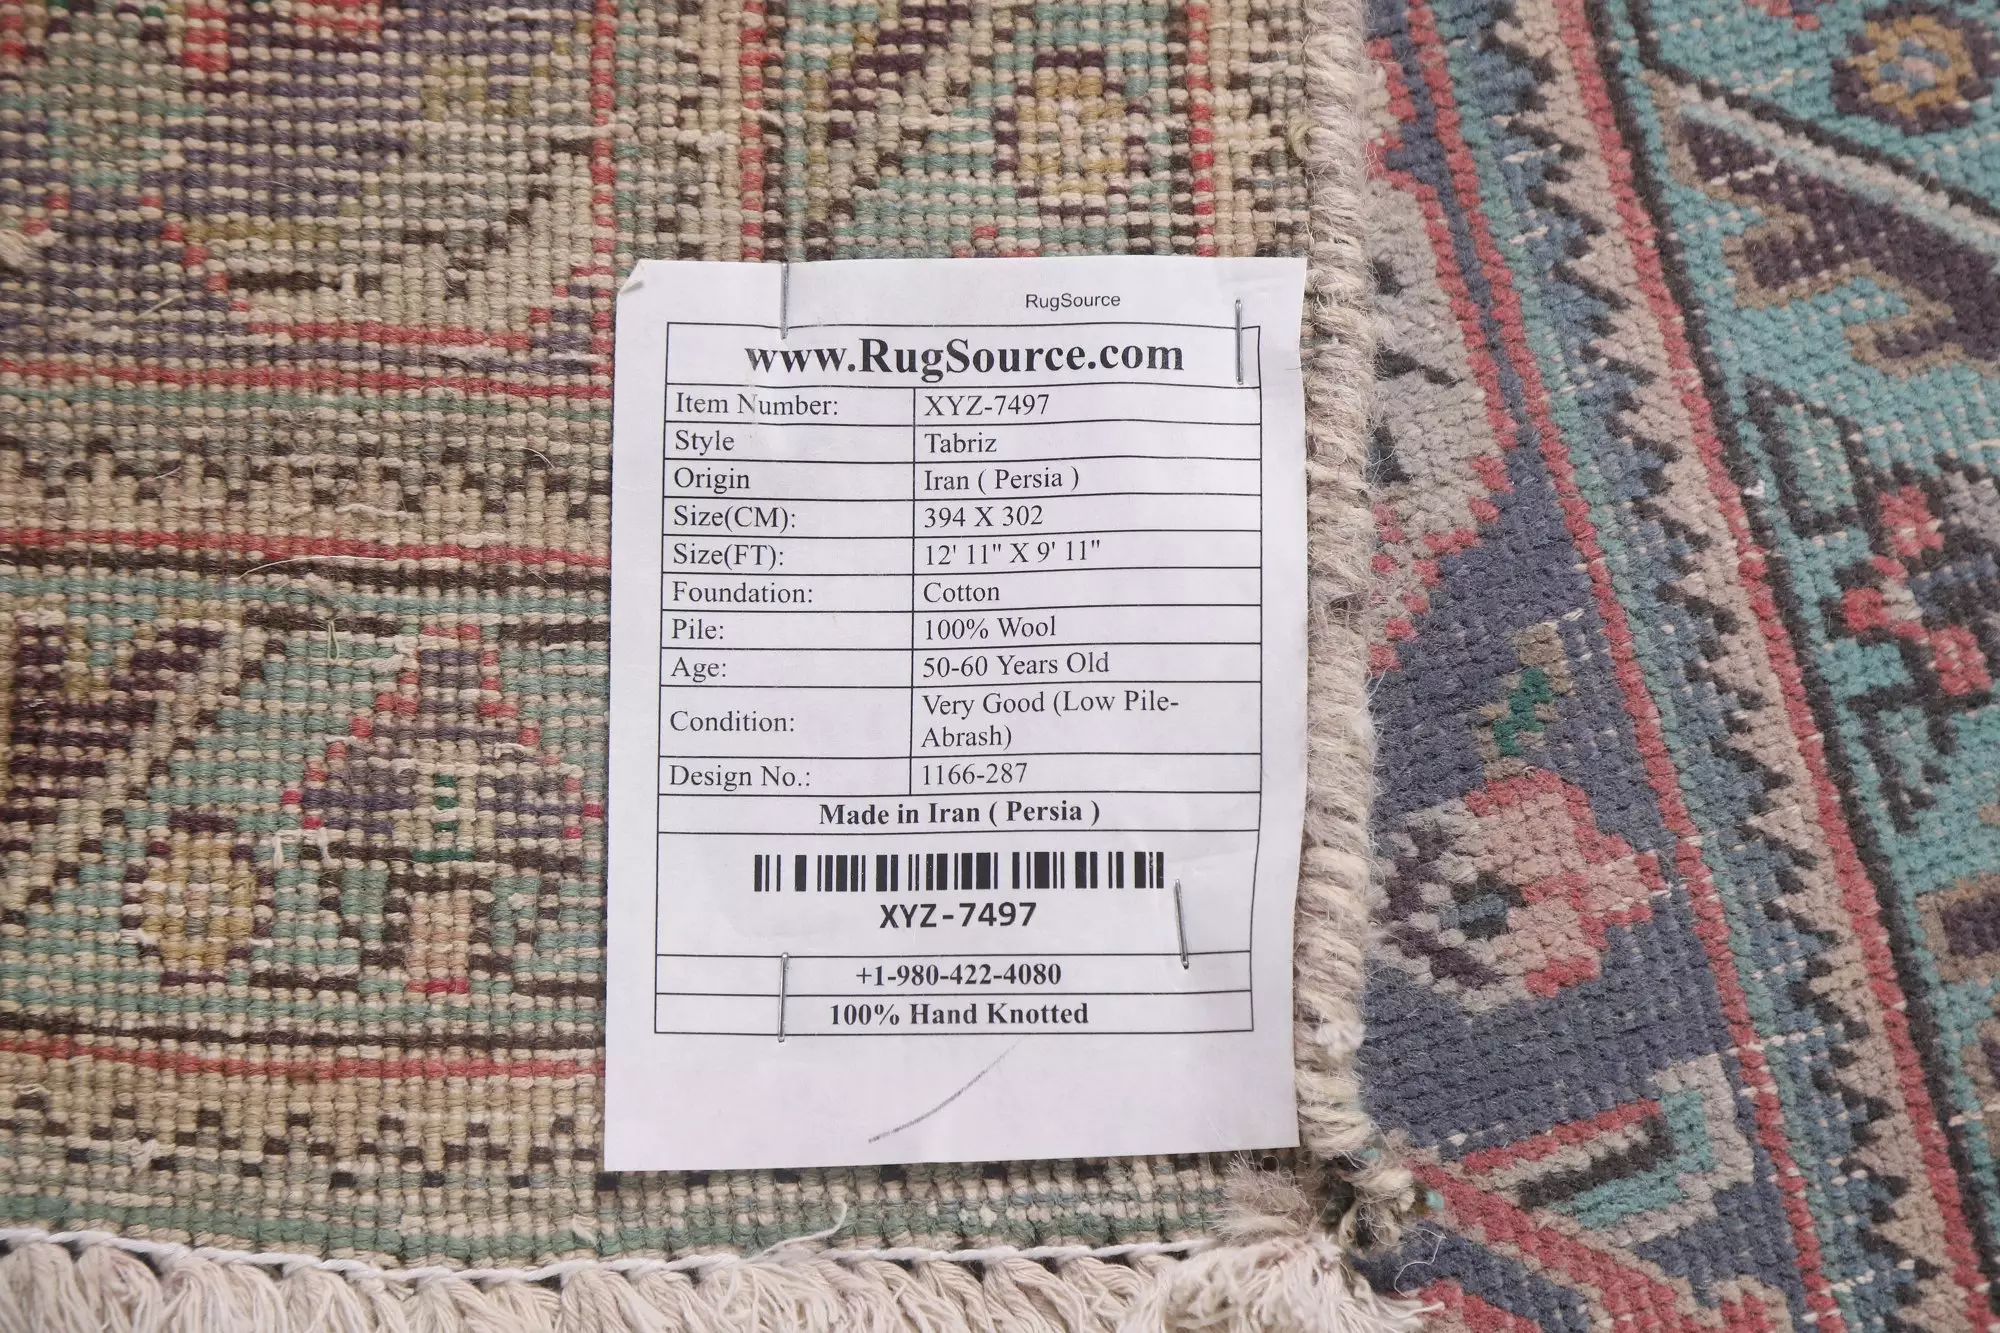 RugSource
www.RugSource.com
Item Number: XYZ-7497
Style Tabriz
Origin Iran ( Persia )
Size(CM): 394 X 302
Size(FT): 12' 11" X 9' 11"
Foundation: Cotton
Pile: 100% Wool
Age: 50-60 Years Old
Condition: Very Good (Low Pile-
Abrash)
Design No.: 1166-287
Made in Iran ( Persia )
XYZ-7497
+1-980-422-4080
100% Hand Knotted